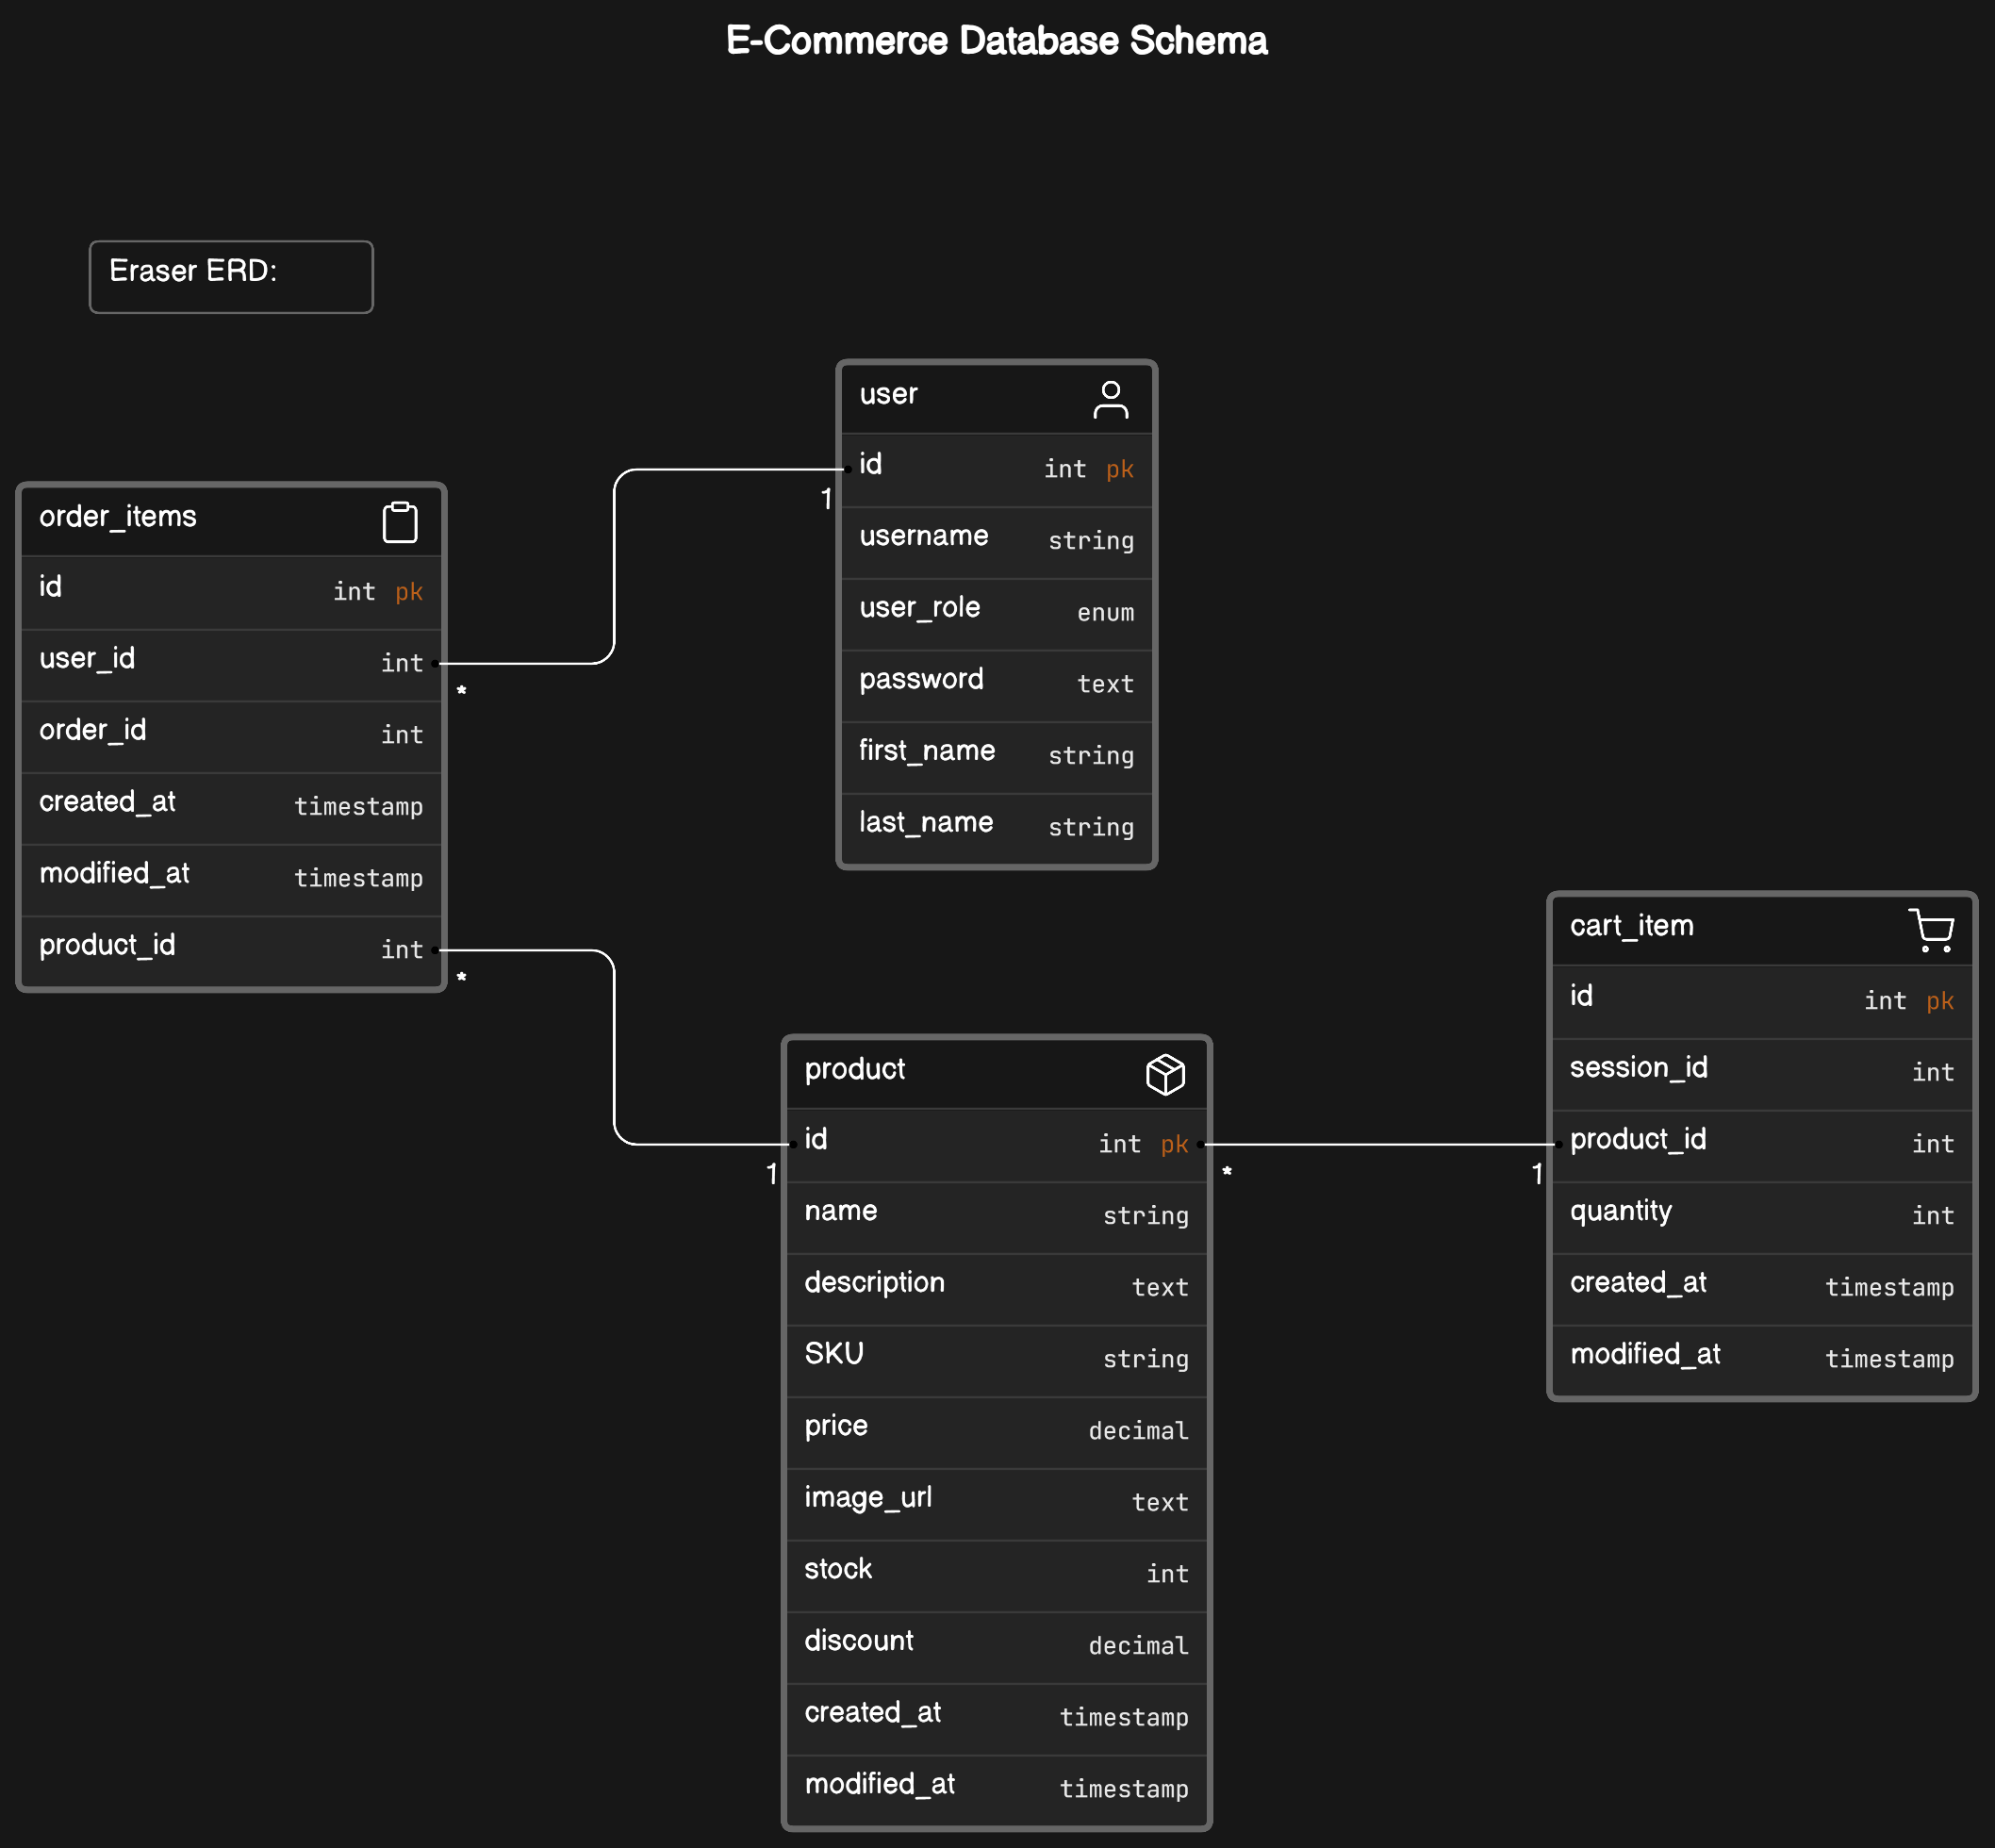 E-Commerce Database Schema
Eraser ERD:
user
id int pk
1
username string
user_role enum
password text
first_name string
last_name string
order_items
id int pk
user_id int
*
order_id int
created_at timestamp
modified_at timestamp
product_id int
*
product
id int pk
1 *
name string
description text
SKU string
price decimal
image_url text
stock int
discount decimal
created_at timestamp
modified_at timestamp
cart_item
id int pk
session_id int
product_id int
1
quantity int
created_at timestamp
modified_at timestamp